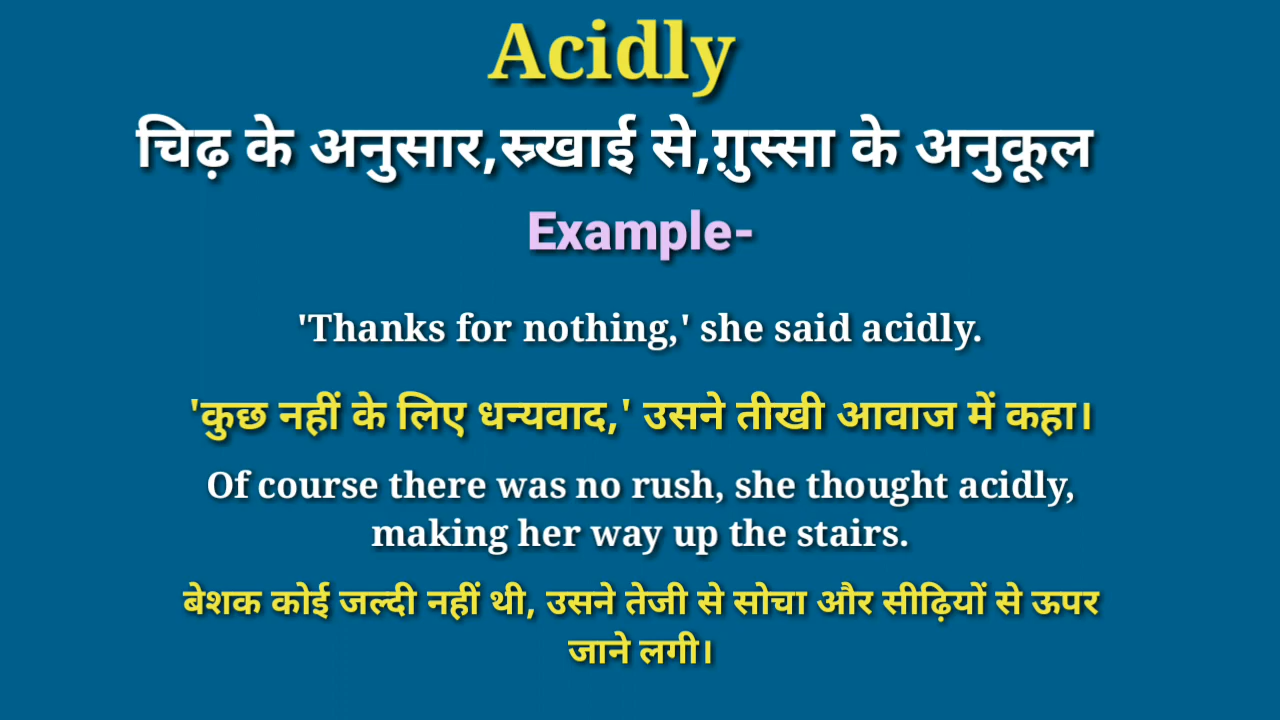 Acidly
चिढ़ के अनुसार,स्र्खाई से,ग़ुस्सा के अनुकूल
Example-
'Thanks for nothing,' she said acidly.
'कुछ नहीं के लिए धन्यवाद,' उसने तीखी आवाज में कहा।
Of course there was no rush, she thought acidly,
making her way up the stairs.
बेशक कोई जल्दी नहीं थी, उसने तेजी से सोचा और सीढ़ियों से ऊपर
जाने लगी।